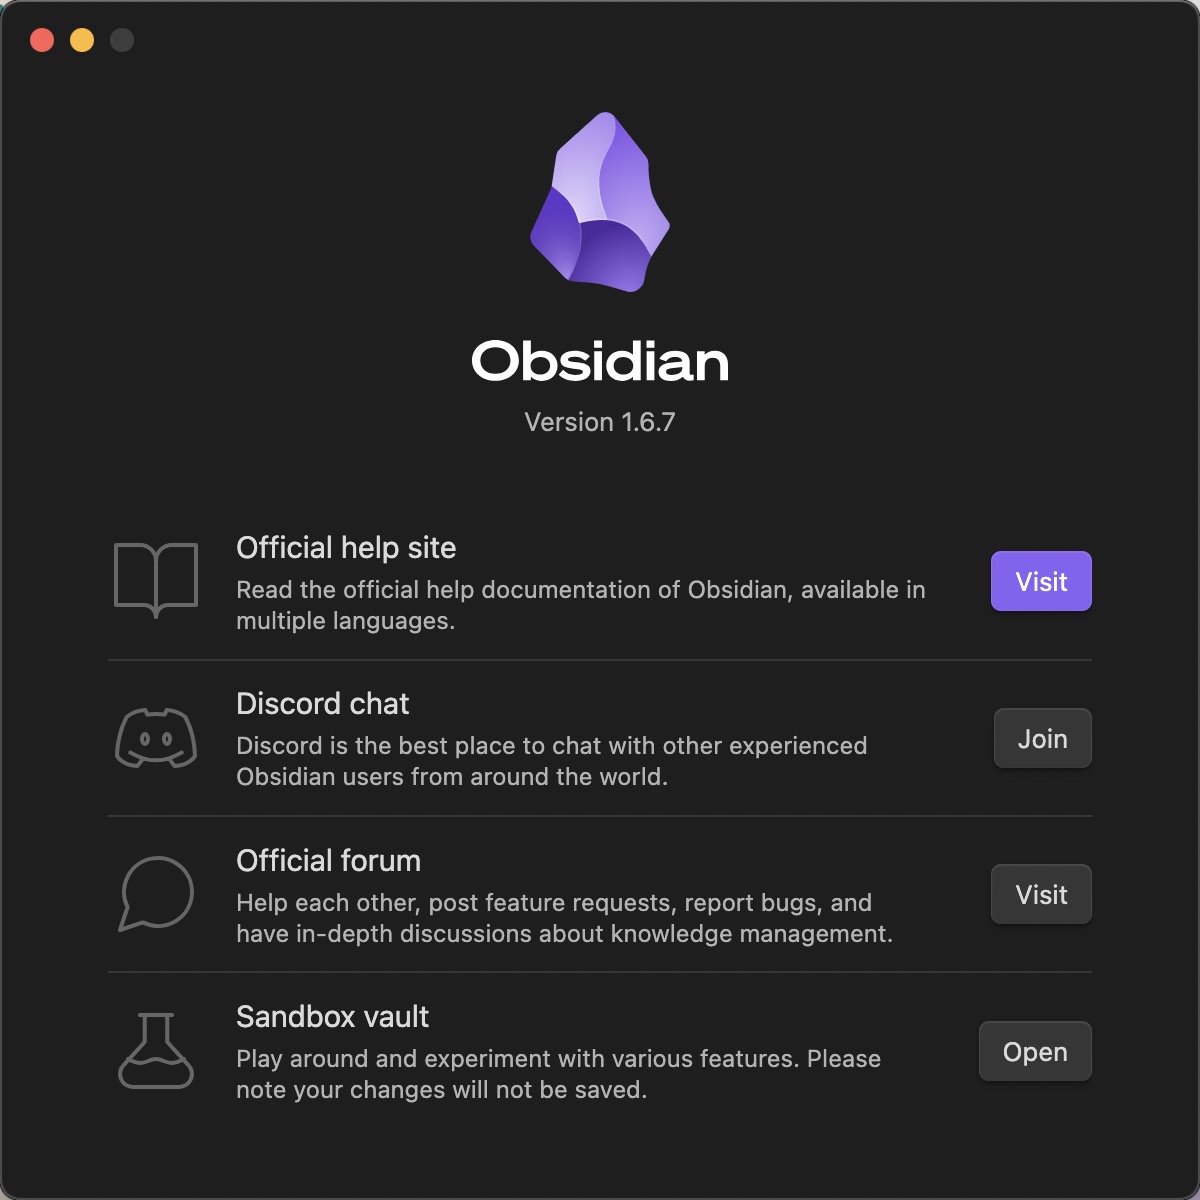 Obsidian
Version 1.6.7
Official help site
Read the official help documentation of Obsidian, available in
multiple languages.
Visit
Discord chat
Discord is the best place to chat with other experienced
Obsidian users from around the world.
Join
Official forum
Help each other, post feature requests, report bugs, and
have in-depth discussions about knowledge management.
Visit
Sandbox vault
Play around and experiment with various features. Please
note your changes will not be saved.
Open